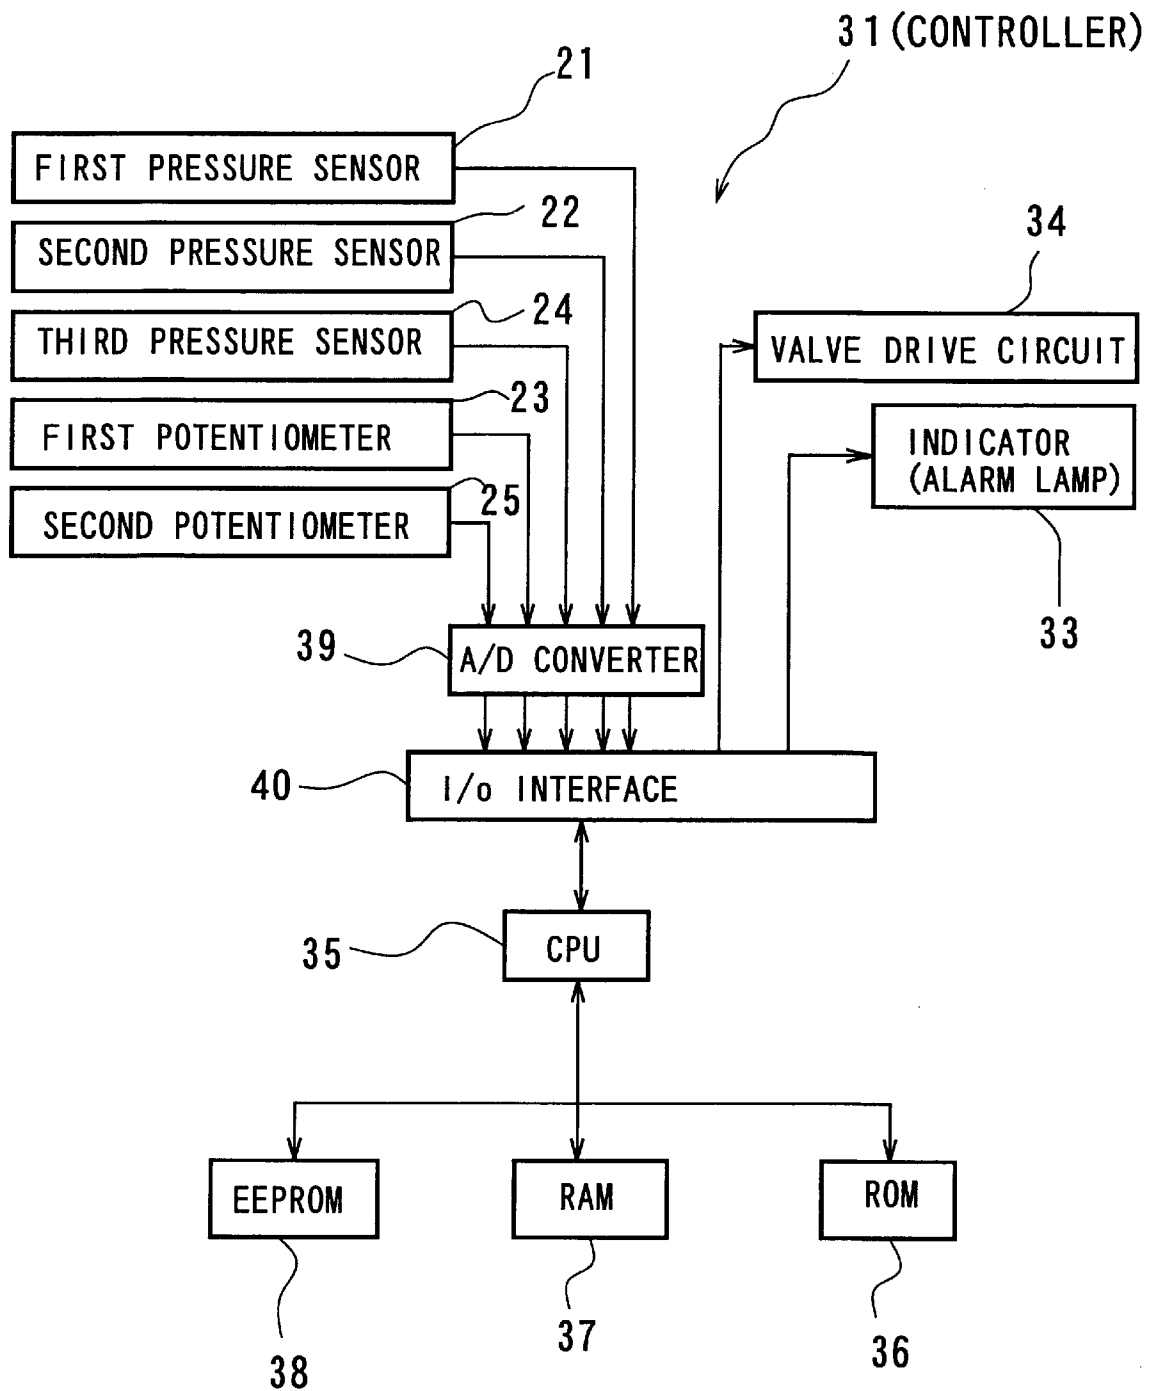 31(CONTROLLER)
21
FIRST PRESSURE SENSOR
22
SECOND PRESSURE SENSOR
34
24
THIRD PRESSURE SENSOR
VALVE DRIVE CIRCUIT
23
FIRST POTENTIOMETER
INDICATOR
(ALARM LAMP)
25
SECOND POTENTIOMETER
33
39
A/D CONVERTER
40
I/o INTERFACE
35
CPU
EEPROM
RAM
ROM
38
37
36